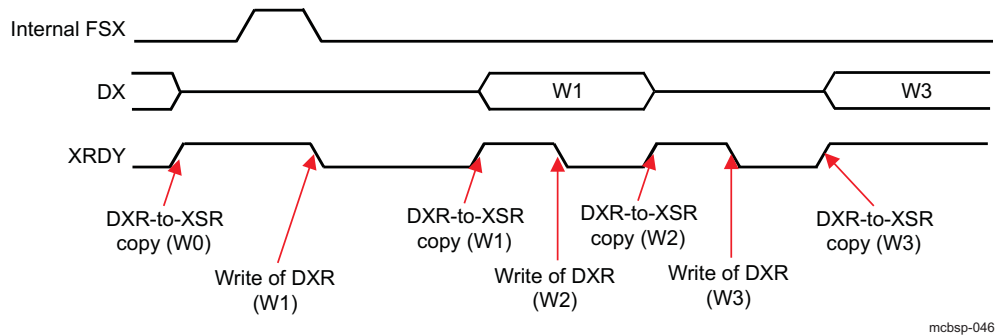 Internal FSX
DX
W1
W3
XRDY
DXR-to-XSR
copy (W0)
Write of DXR
(W1)
DXR-to-XSR
copy (W1)
Write of DXR
(W2)
DXR-to-XSR
copy (W2)
Write of DXR
(W3)
DXR-to-XSR
copy (W3)
mcbsp-046